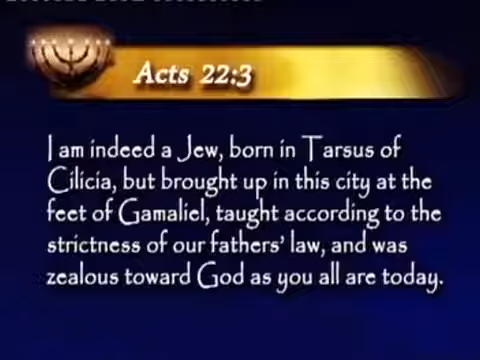 Acts 22:3
I am indeed a Jew, born in Tarsus of
Cilicia, but brought up in this city at the
feet of Gamaliel, taught according to the
strictness of our fathers' law, and was
zealous toward God as you all are today.